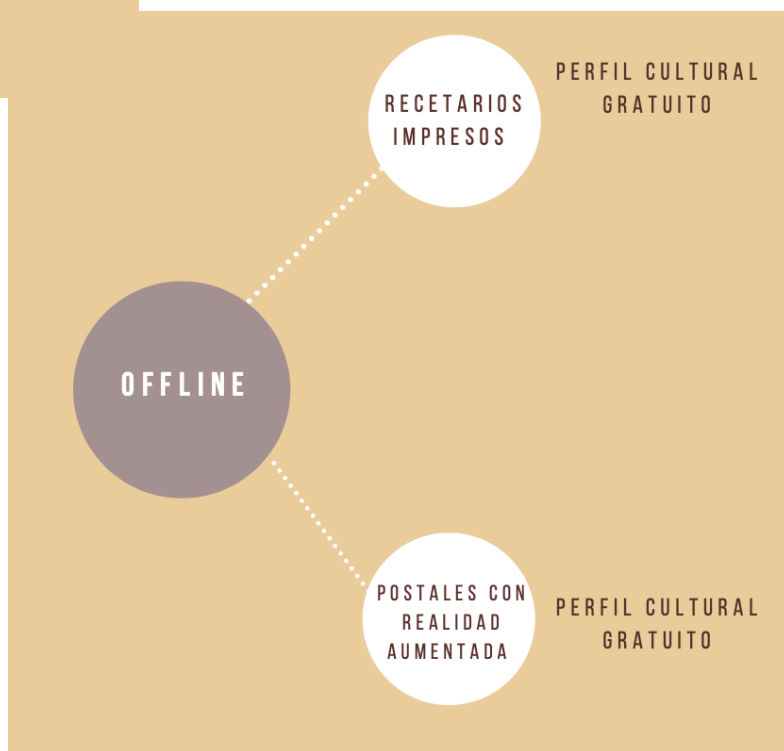 RECETARIOS
IMPRESOS
PERFIL CULTURAL
GRATUITO
OFFLINE
POSTALES CON
REALIDAD
AUMENTADA
PERFIL CULTURAL
GRATUITO